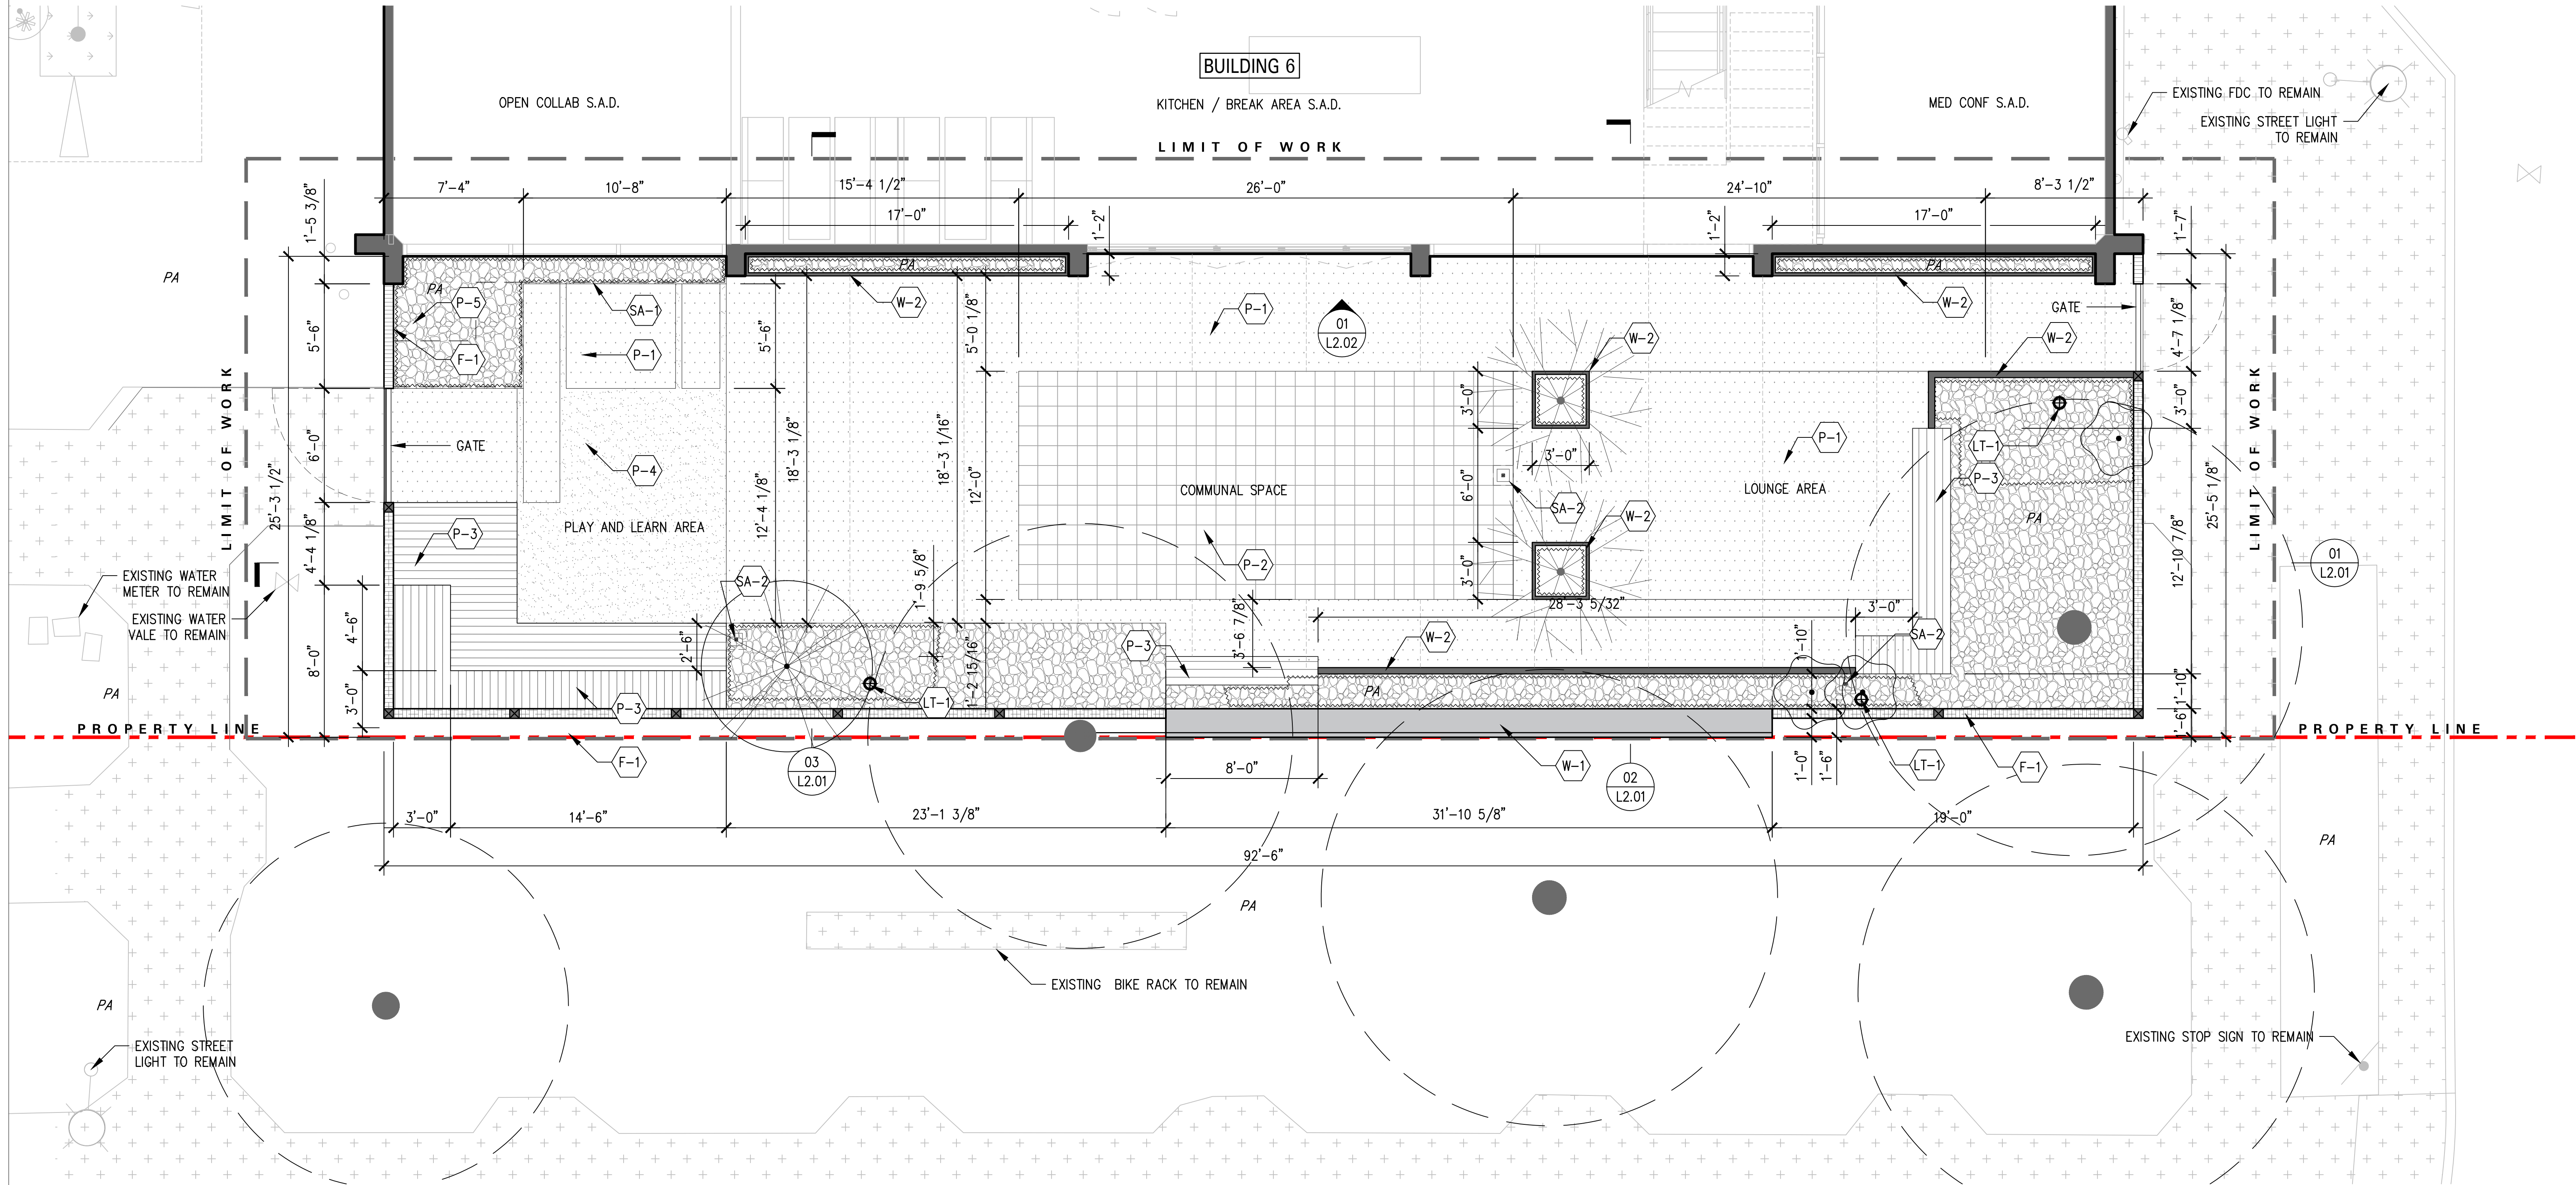 BUILDING 6
OPEN COLLAB S.A.D.
KITCHEN / BREAK AREA S.A.D.
MED CONF S.A.D.
EXISTING FDC TO REMAIN
EXISTING STREET LIGHT
TO REMAIN
LIMIT OF WORK
7'-4"
10'-8"
15'-4 1/2"
26'-0"
24'-10"
8'-3 1/2"
17'-0"
17'-0"
1'-5 3/8"
1'-2"
1'-2"
1'-7"
PA
PA
PA
PA
P-5
SA-1
W-2
P-1
01
L2.02
W-2
W-2
GATE
W-2
F-1
P-1
5'-6"
5'-6"
5'-0 1/8"
4'-7 1/8"
LIMIT OF WORK
LIMIT OF WORK
25'-3 1/2"
6'-0"
GATE
P-4
18'-3 1/8"
18'-3 1/16"
12'-4 1/8"
12'-0"
3'-0"
3'-0"
6'-0"
3'-0"
P-1
LT-1
P-3
3'-0"
COMMUNAL SPACE
LOUNGE AREA
SA-2
W-2
PA
25'-5 1/8"
12'-10 7/8"
PLAY AND LEARN AREA
P-3
4'-4 1/8"
P-2
01
L2.01
EXISTING WATER
METER TO REMAIN
EXISTING WATER
VALE TO REMAIN
SA-2
1'-9 5/8"
28'-3 5/32"
3'-0"
4'-6"
8'-0"
3'-0"
2'-6"
3'-6 7/8"
P-3
W-2
1'-10"
SA-2
PA
P-3
LT-1
1'-2 15/16"
PA
1'-10"
1'-6"
PROPERTY LINE
PROPERTY LINE
F-1
03
L2.01
8'-0"
W-1
02
L2.01
1'-0"
1'-6"
LT-1
F-1
3'-0"
14'-6"
23'-1 3/8"
31'-10 5/8"
19'-0"
92'-6"
PA
PA
EXISTING BIKE RACK TO REMAIN
PA
EXISTING STREET
LIGHT TO REMAIN
EXISTING STOP SIGN TO REMAIN